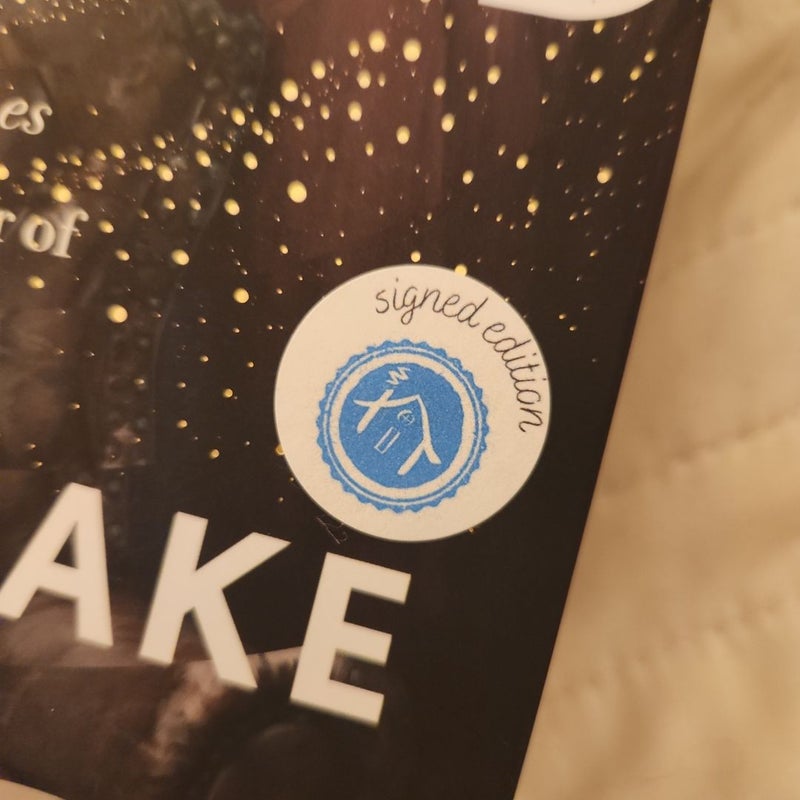 es
r of
signed edition
AKE